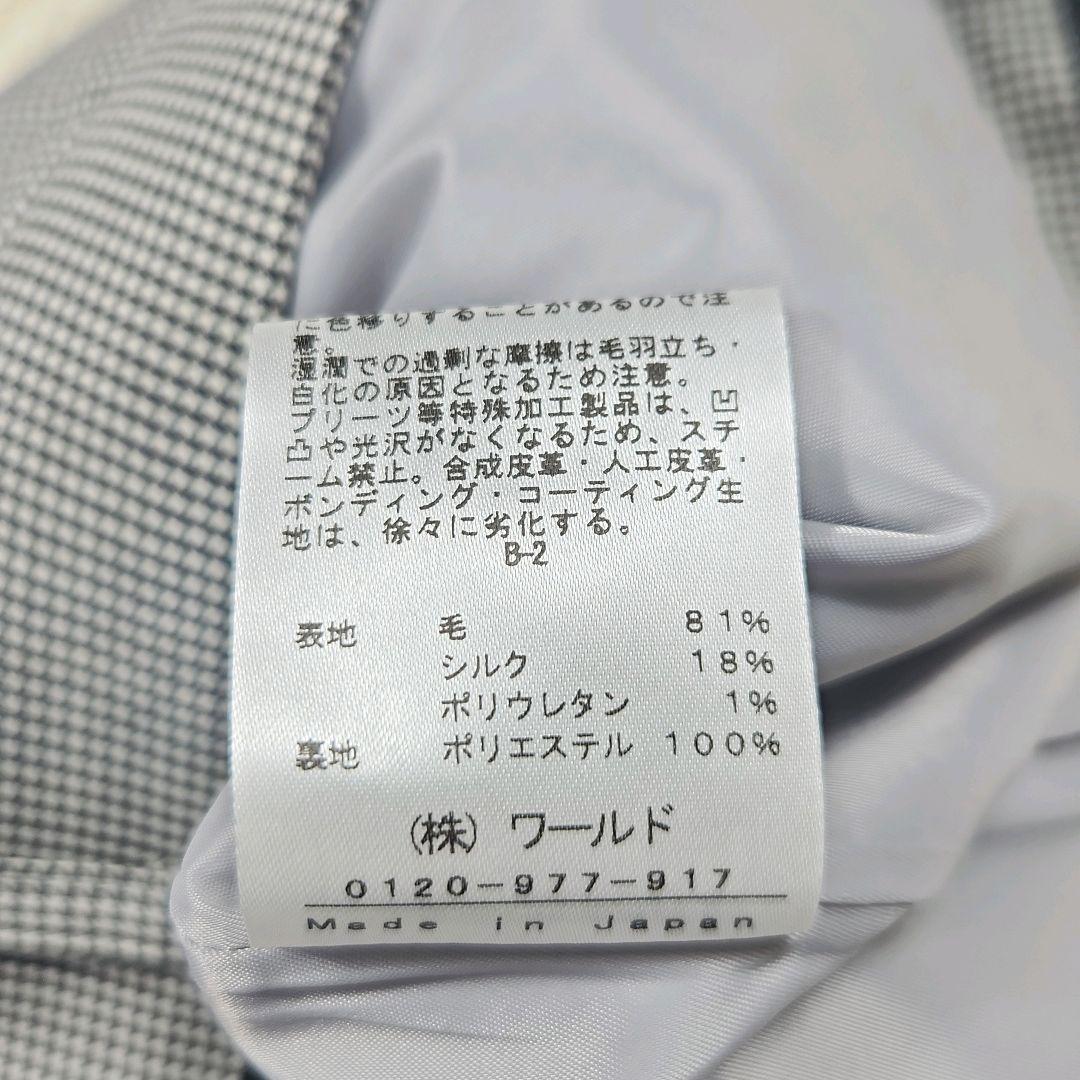 に色移りすることがあるので注
意。
湿潤での過剰な摩擦は毛羽立ち・
白化の原因となるため注意。
プリーツ等特殊加工製品は、凹
凸や光沢がなくなるため、スチ
ーム禁止。合成皮革・人工皮革・
ボンディング・コーティング生
地は、徐々に劣化する。
B-2
表地 毛 81%
シルク 18%
ポリウレタン 1%
裏地 ポリエステル 100%
(株) ワールド
0120-977-917
Made in Japan